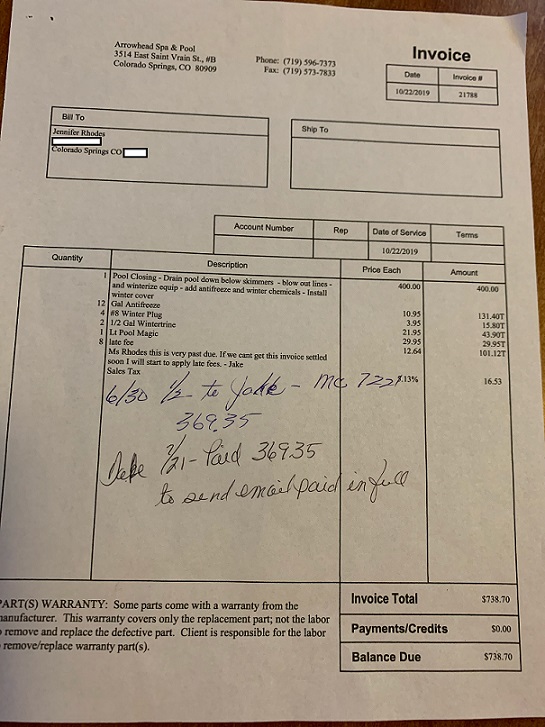 Arrowhead Spa & Pool
3514 East Saint Vrain St., #B
Colorado Springs, CO 80909
Phone: (719) 596-7373
Fax: (719) 573-7833
Invoice
Date Invoice #
10/22/2019 21788
Bill To
Jennifer Rhodes
Colorado Springs CO
Ship To
Account Number Rep Date of Service Terms
10/22/2019
Quantity Description Price Each Amount
1 Pool Closing - Drain pool down below skimmers - blow out lines - 400.00 400.00
and winterize equip - add antifreeze and winter chemicals - Install
winter cover
12 Gal Antifreeze 10.95 131.40T
4 #8 Winter Plug 3.95 15.80T
2 1/2 Gal Wintertrine 21.95 43.90T
1 Lt Pool Magic 29.95 29.95T
8 late fee 12.64 101.12T
Ms Rhodes this is very past due. If we cant get this invoice settled
soon I will start to apply late fees. - Jake
Sales Tax 8.13% 16.53
6/30 1/2 to Jake - MC 722
369.35
Jake 7/21 - Paid 369.35
to send email paid in full
PART(S) WARRANTY: Some parts come with a warranty from the
manufacturer. This warranty covers only the replacement part; not the labor
remove and replace the defective part. Client is responsible for the labor
remove/replace warranty part(s).
Invoice Total $738.70
Payments/Credits $0.00
Balance Due $738.70